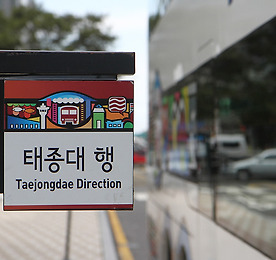 태종대 행
Taejongdae Direction